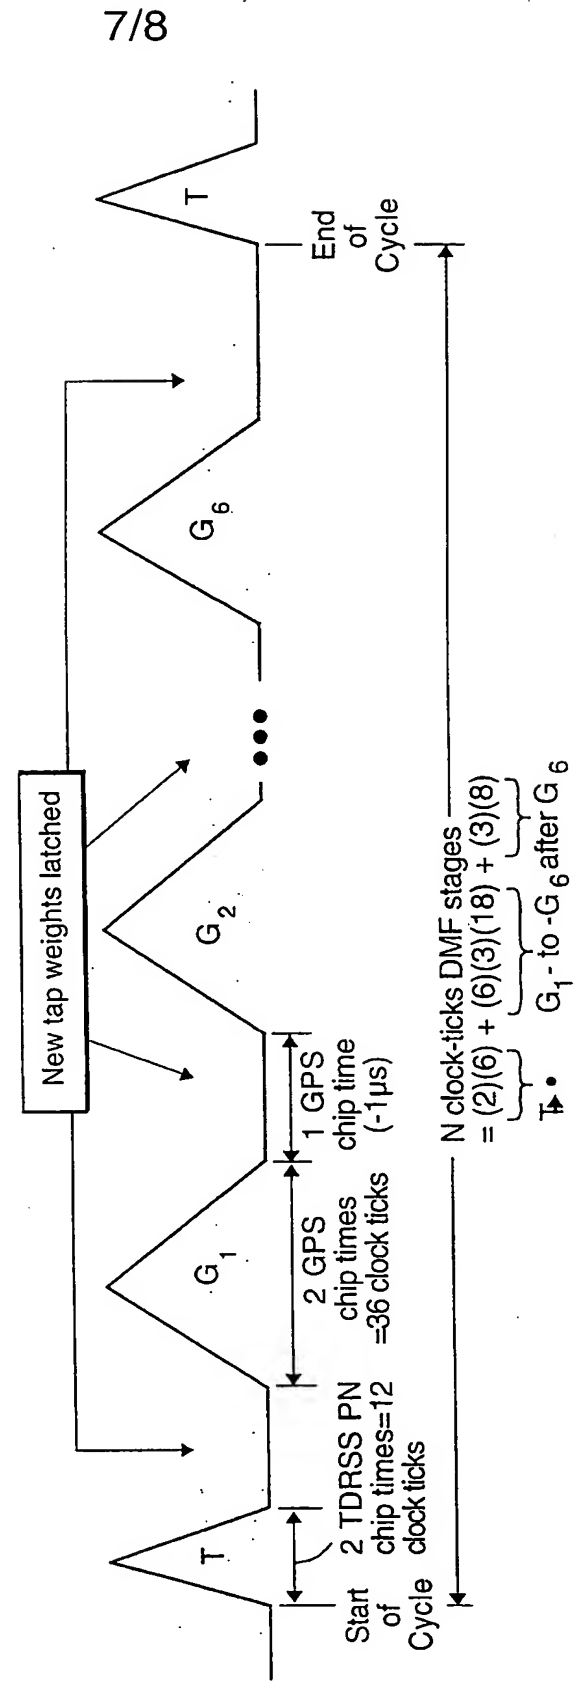 7/8
New tap weights latched
T
G1
G2
G6
T
Start
of
Cycle
2 TDRSS PN
chip times=12
clock ticks
2 GPS
chip times
=36 clock ticks
1 GPS
chip time
(-1µs)
End
of
Cycle
N clock-ticks DMF stages
= (2)(6) + (6)(3)(18) + (3)(8)
T
G1 - to -G6 after G6